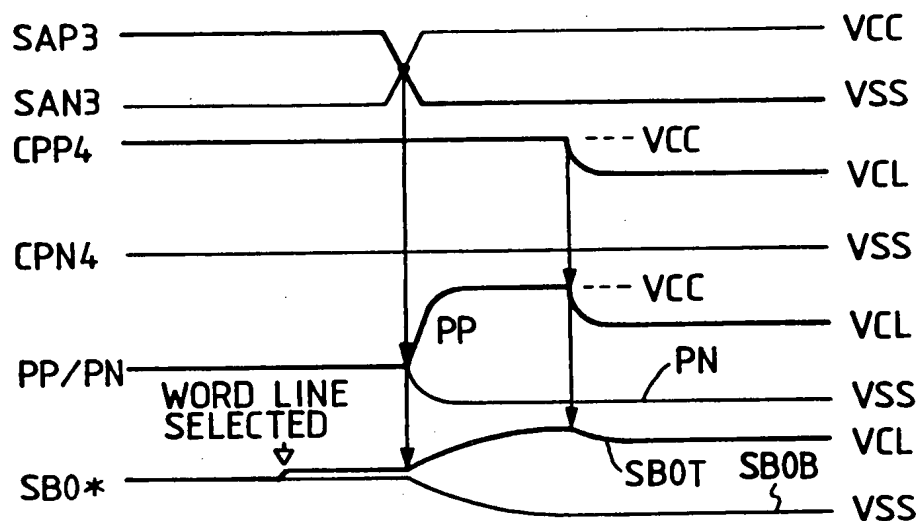 SAP3
VCC
SAN3
VSS
CPP4
--- VCC
VCL
CPN4
VSS
--- VCC
PP
VCL
PP/PN
PN
WORD LINE
SELECTED
VSS
VCL
SB0T
SB0B
SB0*
VSS